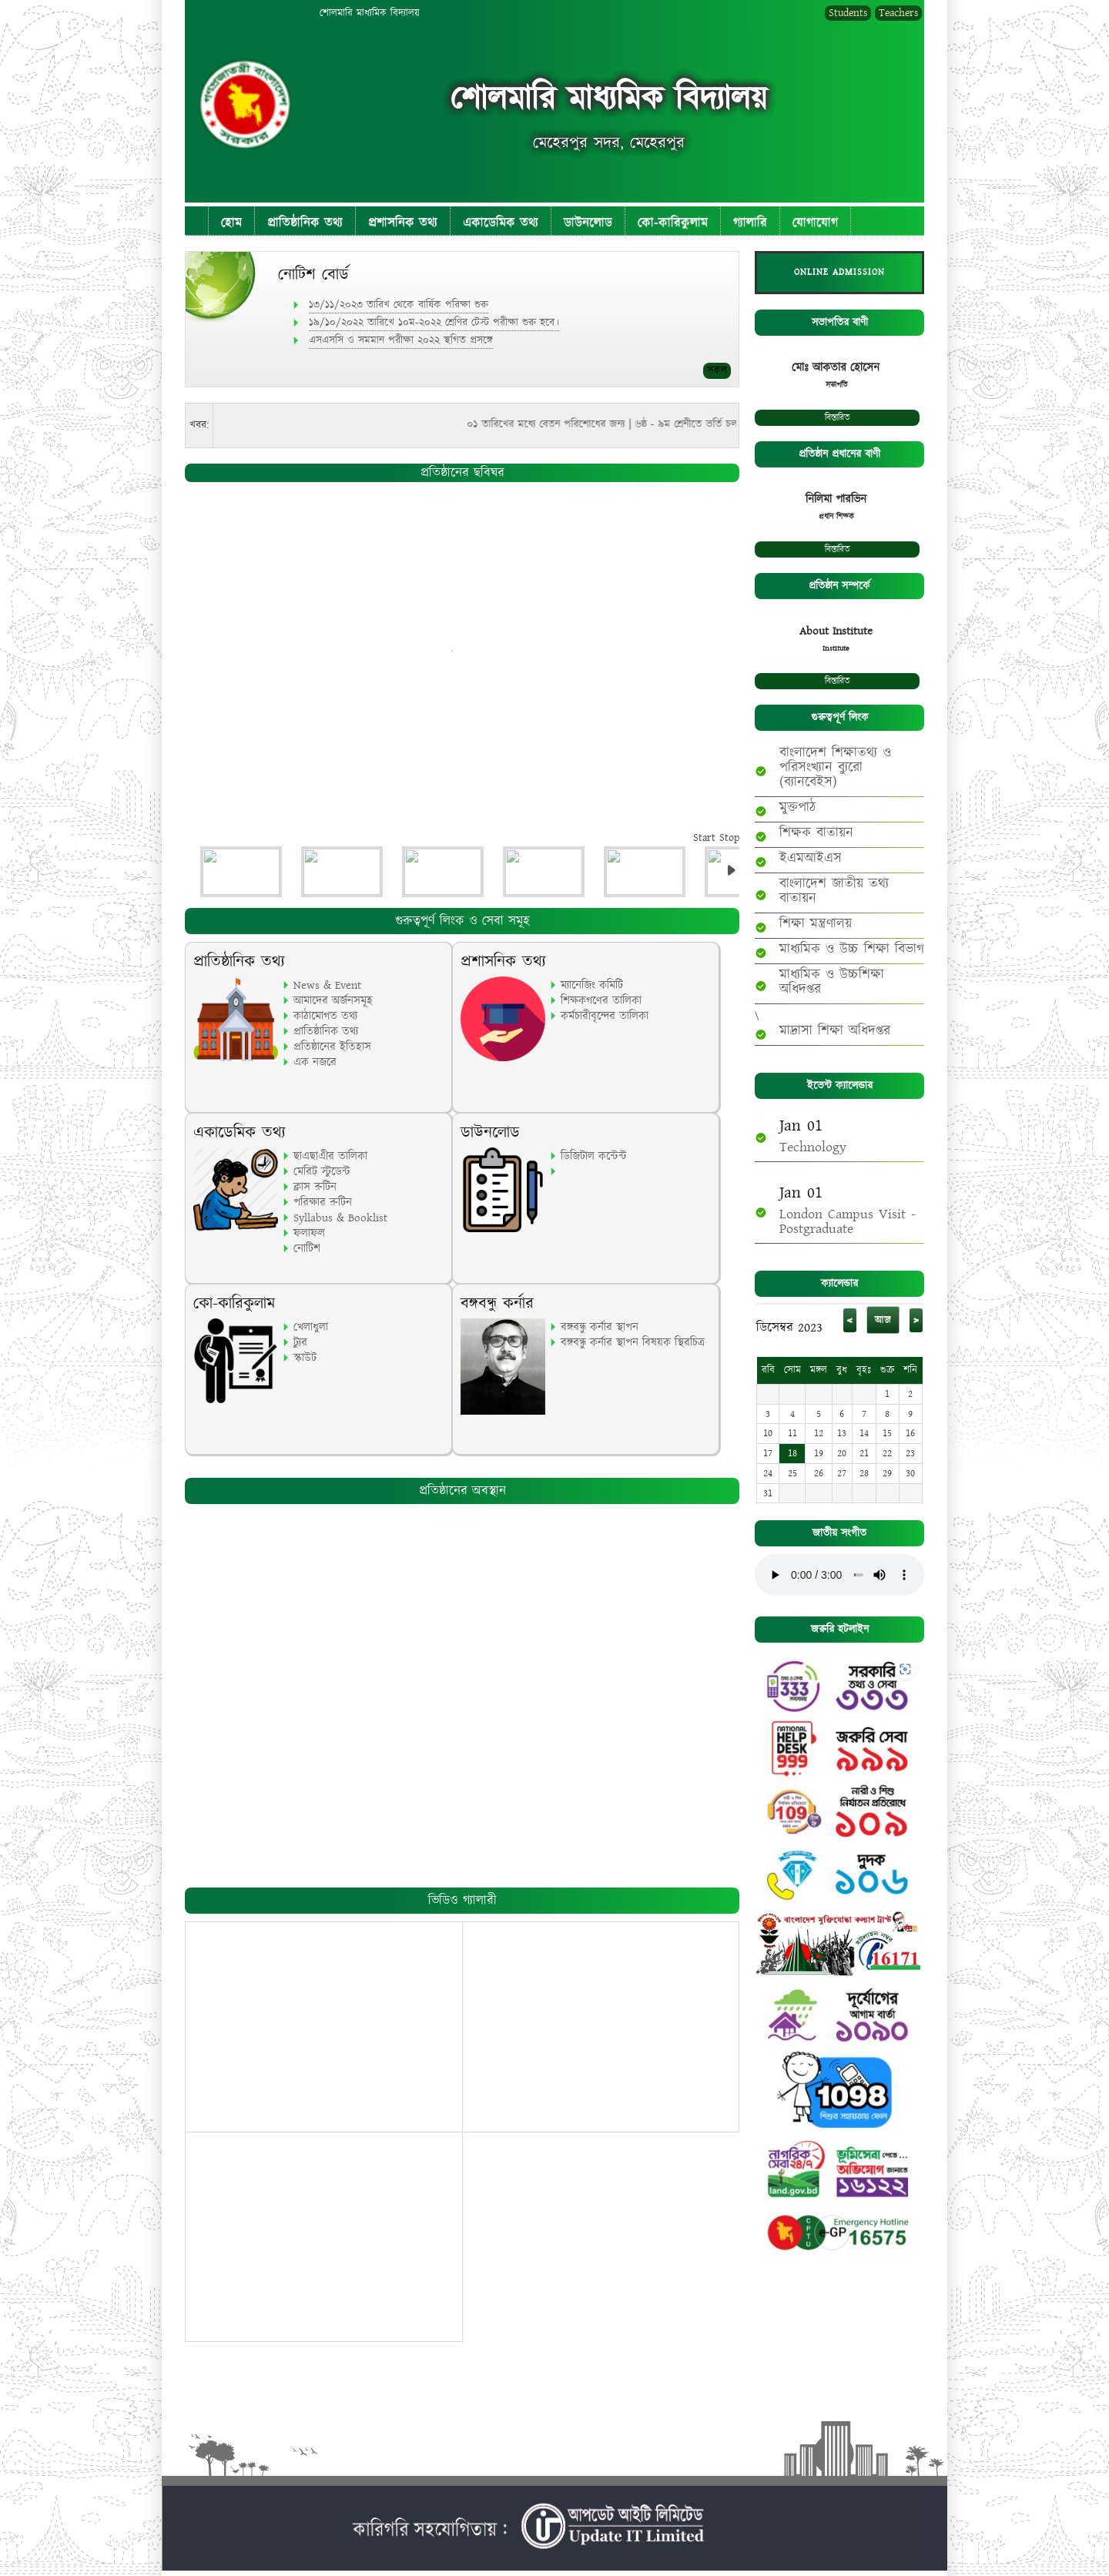 শোলমারি মাধ্যমিক বিদ্যালয়
Students Teachers
গণপ্রজাতন্ত্রী বাংলাদেশ
সরকার
শোলমারি মাধ্যমিক বিদ্যালয়
মেহেরপুর সদর, মেহেরপুর
হোম প্রাতিষ্ঠানিক তথ্য প্রশাসনিক তথ্য একাডেমিক তথ্য ডাউনলোড কো-কারিকুলাম গ্যালারি যোগাযোগ
নোটিশ বোর্ড
১৩/১১/২০২৩ তারিখ থেকে বার্ষিক পরিক্ষা শুরু
১৯/১০/২০২২ তারিখে ১০ম-২০২২ শ্রেণির টেস্ট পরীক্ষা শুরু হবে।
এসএসসি ও সমমান পরীক্ষা ২০২২ স্থগিত প্রসঙ্গে
সকল
খবর:
০১ তারিখের মধ্যে বেতন পরিশোধের জন্য | ৬ষ্ঠ - ৯ম শ্রেনীতে ভর্তি চল
প্রতিষ্ঠানের ছবিঘর
Start Stop
গুরুত্বপূর্ণ লিংক ও সেবা সমূহ
প্রাতিষ্ঠানিক তথ্য
News & Event
আমাদের অর্জনসমূহ
কাঠামোগত তথ্য
প্রাতিষ্ঠানিক তথ্য
প্রতিষ্ঠানের ইতিহাস
এক নজরে
প্রশাসনিক তথ্য
ম্যানেজিং কমিটি
শিক্ষকগণের তালিকা
কর্মচারীবৃন্দের তালিকা
একাডেমিক তথ্য
ছাএছাএীর তালিকা
মেরিট স্টুডেন্ট
ক্লাস রুটিন
পরিক্ষার রুটিন
Syllabus & Booklist
ফলাফল
নোটিশ
ডাউনলোড
ডিজিটাল কন্টেন্ট
কো-কারিকুলাম
খেলাধুলা
ট্যুর
স্কাউট
বঙ্গবন্ধু কর্নার
বঙ্গবন্ধু কর্নার স্থাপন
বঙ্গবন্ধু কর্নার স্থাপন বিষয়ক স্থিরচিত্র
প্রতিষ্ঠানের অবস্থান
ভিডিও গ্যালারী
ONLINE ADMISSION
সভাপতির বাণী
মোঃ আকতার হোসেন
সভাপতি
বিস্তারিত
প্রতিষ্ঠান প্রধানের বাণী
নিলিমা পারভিন
প্রধান শিক্ষক
বিস্তারিত
প্রতিষ্ঠান সম্পর্কে
About Institute
Institute
বিস্তারিত
গুরুত্বপূর্ণ লিংক
বাংলাদেশ শিক্ষাতথ্য ও
পরিসংখ্যান ব্যুরো
(ব্যানবেইস)
মুক্তপাঠ
শিক্ষক বাতায়ন
ইএমআইএস
বাংলাদেশ জাতীয় তথ্য
বাতায়ন
শিক্ষা মন্ত্রণালয়
মাধ্যমিক ও উচ্চ শিক্ষা বিভাগ
মাধ্যমিক ও উচ্চশিক্ষা
অধিদপ্তর
\
মাদ্রাসা শিক্ষা অধিদপ্তর
ইভেন্ট ক্যালেন্ডার
Jan 01
Technology
Jan 01
London Campus Visit -
Postgraduate
ক্যালেন্ডার
ডিসেম্বর 2023 < আজ >
রবি সোম মঙ্গল বুধ বৃহঃ শুক্র শনি
1 2
3 4 5 6 7 8 9
10 11 12 13 14 15 16
17 18 19 20 21 22 23
24 25 26 27 28 29 30
31
জাতীয় সংগীত
0:00 / 3:00
জরুরি হটলাইন
তথ্য ও সেবা
333
সরকারি
তথ্য ও সেবা
৩৩৩
NATIONAL
HELP
DESK
999
জরুরি সেবা
৯৯৯
109
নারী ও শিশু
নির্যাতন প্রতিরোধে
১০৯
দুদক
১০৬
বাংলাদেশ মুক্তিযোদ্ধা কল্যাণ ট্রাস্ট
16171
দূর্যোগের
আগাম বার্তা
১০৯০
1098
শিশুর সহায়তায় ফোন
নাগরিক
সেবা ২৪/৭
land.gov.bd
ভূমিসেবা পেতে ...
অভিযোগ জানাতে
১৬১২২
CPTU
e-GP
Emergency Hotline
16575
কারিগরি সহযোগিতায় :
আপডেট আইটি লিমিটেড
Update IT Limited